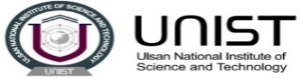 ULSAN NATIONAL INSTITUTE OF SCIENCE AND TECHNOLOGY
UNIST
UNIST
Ulsan National Institute of
Science and Technology